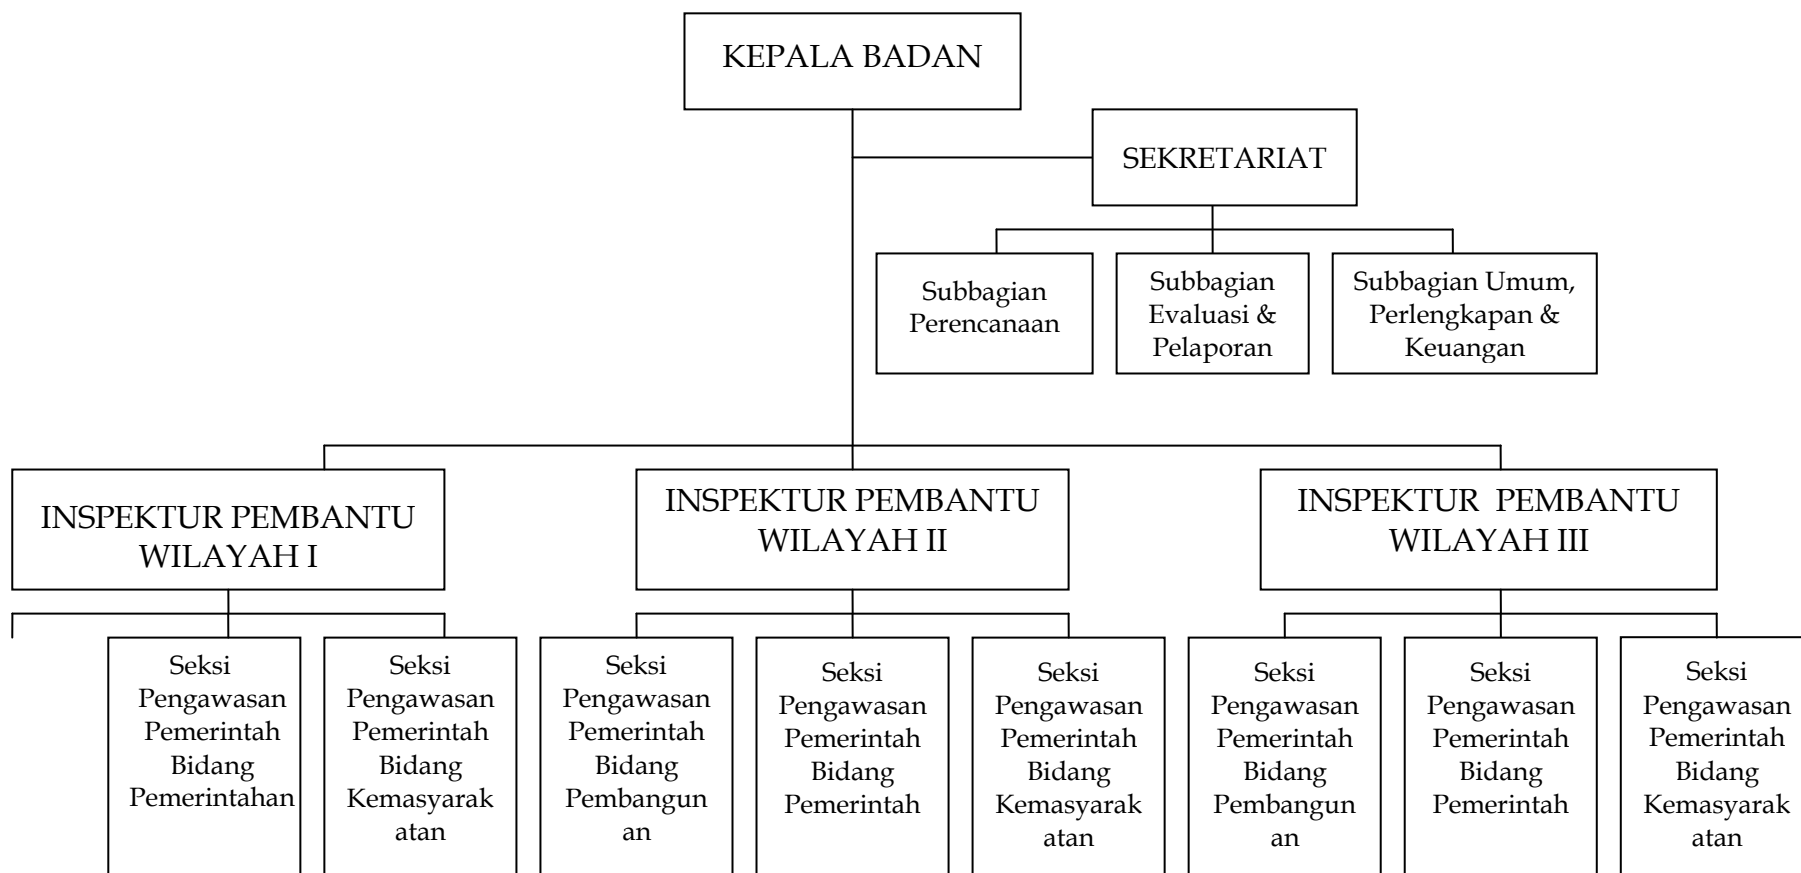 KEPALA BADAN
SEKRETARIAT
Subbagian
Perencanaan
Subbagian
Evaluasi &
Pelaporan
Subbagian Umum,
Perlengkapan &
Keuangan
INSPEKTUR PEMBANTU
WILAYAH I
INSPEKTUR PEMBANTU
WILAYAH II
INSPEKTUR  PEMBANTU
WILAYAH III
Seksi
Pengawasan
Pemerintah
Bidang
Pemerintahan
Seksi
Pengawasan
Pemerintah
Bidang
Kemasyarak
atan
Seksi
Pengawasan
Pemerintah
Bidang
Pembangun
an
Seksi
Pengawasan
Pemerintah
Bidang
Pemerintah
Seksi
Pengawasan
Pemerintah
Bidang
Kemasyarak
atan
Seksi
Pengawasan
Pemerintah
Bidang
Pembangun
an
Seksi
Pengawasan
Pemerintah
Bidang
Pemerintah
Seksi
Pengawasan
Pemerintah
Bidang
Kemasyarak
atan